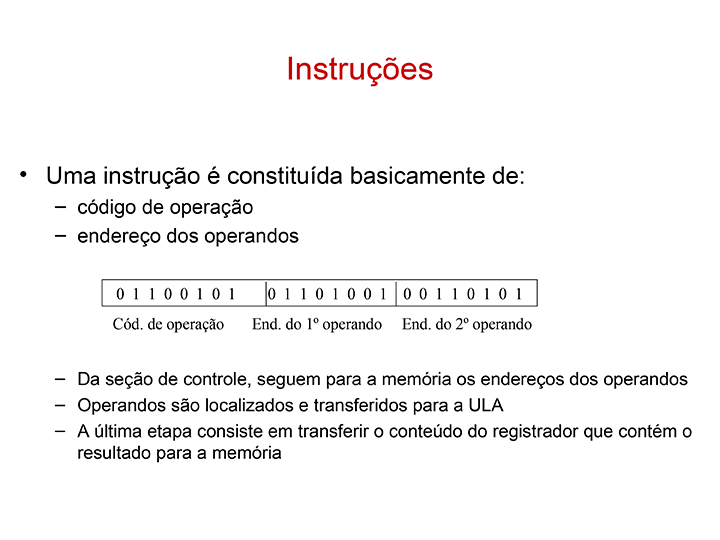 Instruções
• Uma instrução é constituída basicamente de:
– código de operação
– endereço dos operandos
0 1 1 0 0 1 0 1 0 1 1 0 1 0 0 1 0 0 1 1 0 1 0 1
Cód. de operação End. do 1º operando End. do 2º operando
– Da seção de controle, seguem para a memória os endereços dos operandos
– Operandos são localizados e transferidos para a ULA
– A última etapa consiste em transferir o conteúdo do registrador que contém o
resultado para a memória